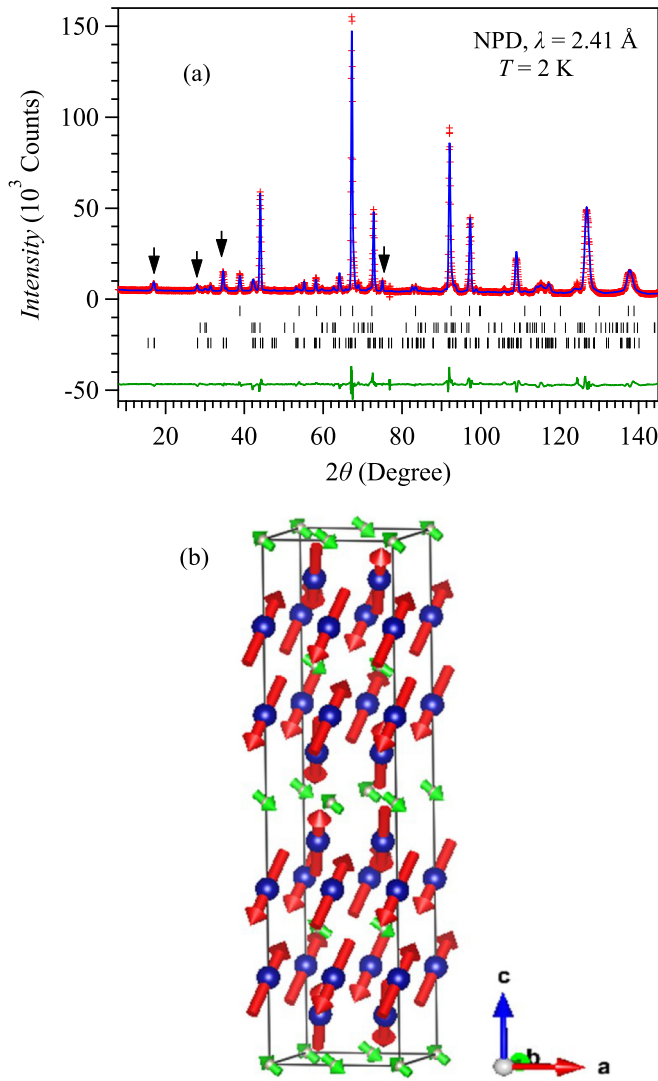 150
100
50
0
-50
Intensity (10³ Counts)
(a)
NPD, λ = 2.41 Å
T = 2 K
20 40 60 80 100 120 140
2θ (Degree)
(b)
c
b
a